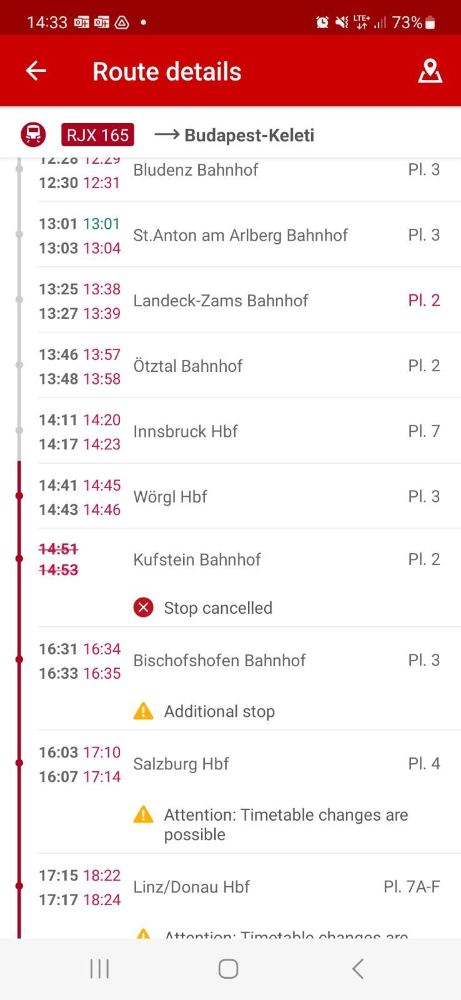 14:33 73%
LTE+
Route details
RJX 165 → Budapest-Keleti
12:28 12:29
Bludenz Bahnhof Pl. 3
12:30 12:31
13:01 13:01
St.Anton am Arlberg Bahnhof Pl. 3
13:03 13:04
13:25 13:38
Landeck-Zams Bahnhof Pl. 2
13:27 13:39
13:46 13:57
Ötztal Bahnhof Pl. 2
13:48 13:58
14:11 14:20
Innsbruck Hbf Pl. 7
14:17 14:23
14:41 14:45
Wörgl Hbf Pl. 3
14:43 14:46
14:51
Kufstein Bahnhof Pl. 2
14:53
Stop cancelled
16:31 16:34
Bischofshofen Bahnhof Pl. 3
16:33 16:35
Additional stop
16:03 17:10
Salzburg Hbf Pl. 4
16:07 17:14
Attention: Timetable changes are
possible
17:15 18:22
Linz/Donau Hbf Pl. 7A-F
17:17 18:24
Attention: Timetable changes are